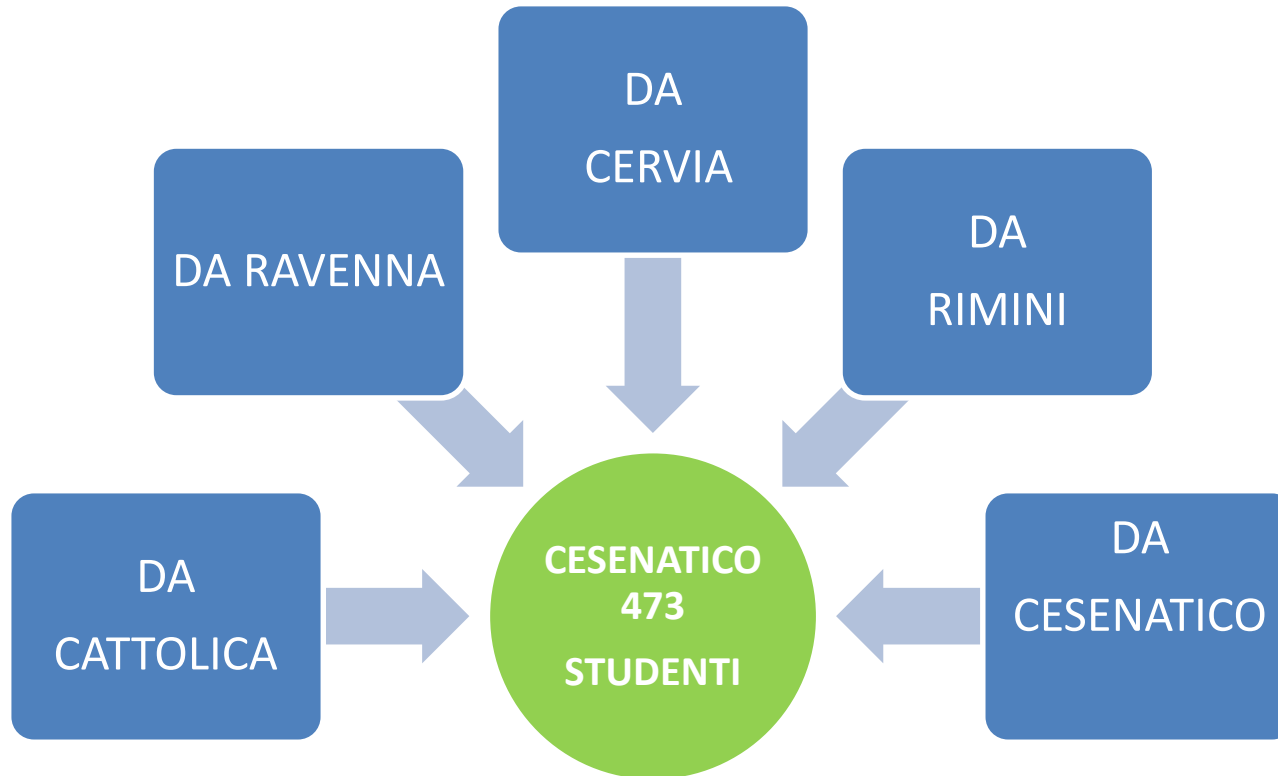 DA
CERVIA
DA RAVENNA
DA
RIMINI
DA
CATTOLICA
CESENATICO
473
STUDENTI
DA
CESENATICO